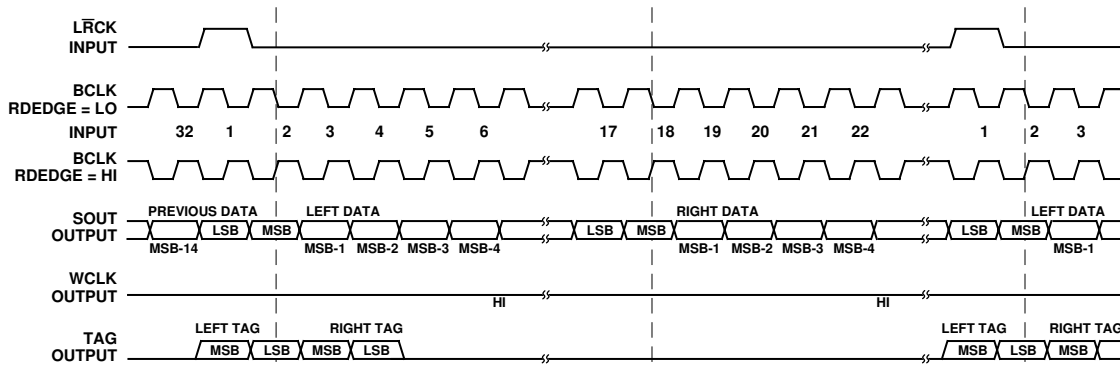 LRCK
INPUT
BCLK
RDEDGE = LO
INPUT 32 1 2 3 4 5 6 17 18 19 20 21 22 1 2 3
BCLK
RDEDGE = HI
PREVIOUS DATA LEFT DATA RIGHT DATA LEFT DATA
SOUT
OUTPUT LSB MSB LSB MSB LSB MSB
MSB-14 MSB-1 MSB-2 MSB-3 MSB-4 MSB-1 MSB-2 MSB-3 MSB-4 MSB-1
WCLK
OUTPUT
HI HI
LEFT TAG RIGHT TAG LEFT TAG RIGHT TAG
TAG
OUTPUT MSB LSB MSB LSB MSB LSB MSB